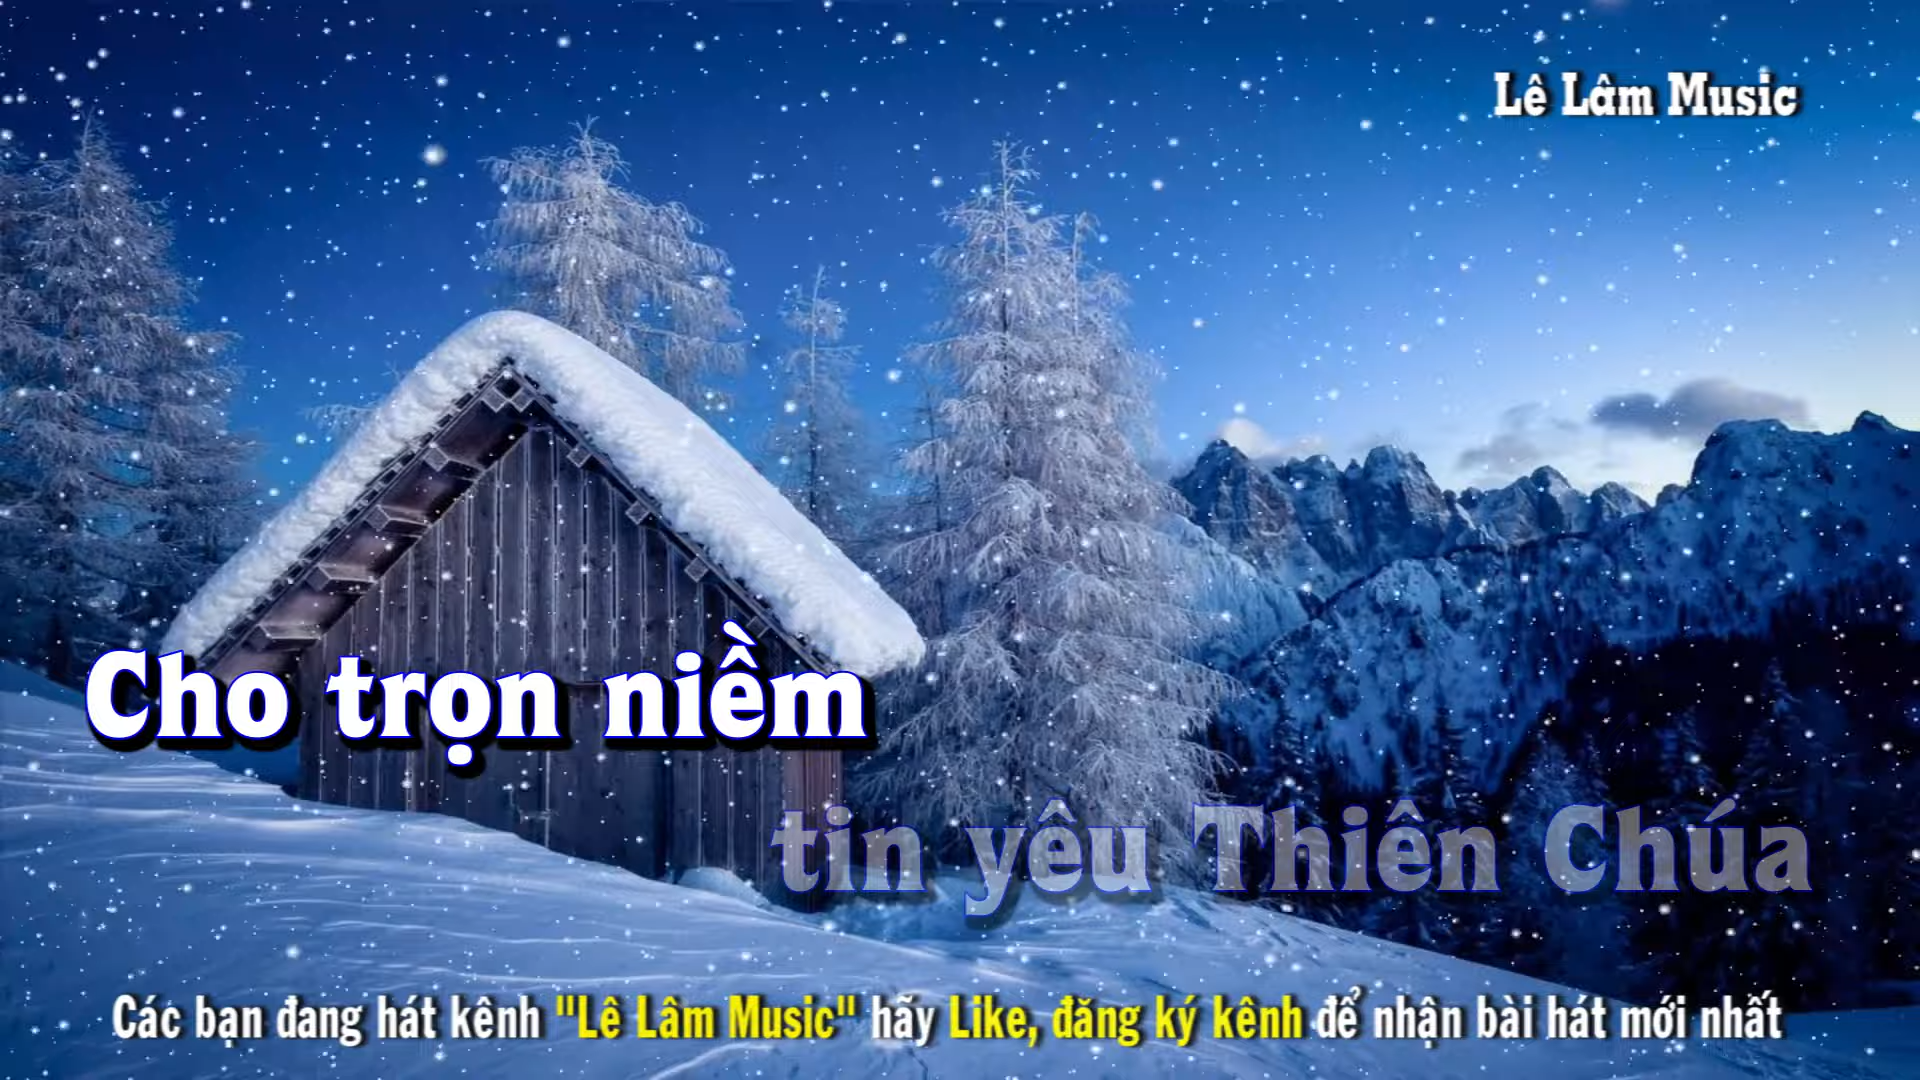 Lê Lâm Music
Cho trọn niềm
tin yêu Thiên Chúa
Các bạn đang hát kênh "Lê Lâm Music" hãy Like, đăng ký kênh để nhận bài hát mới nhất